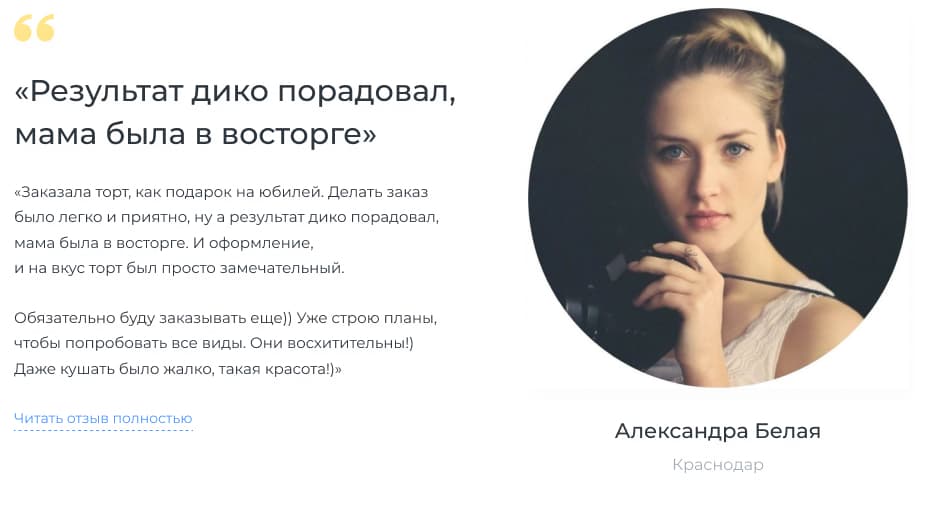 «Результат дико порадовал,
мама была в восторге»
«Заказала торт, как подарок на юбилей. Делать заказ
было легко и приятно, ну а результат дико порадовал,
мама была в восторге. И оформление,
и на вкус торт был просто замечательный.
Обязательно буду заказывать еще)) Уже строю планы,
чтобы попробовать все виды. Они восхитительны!)
Даже кушать было жалко, такая красота!)»
Читать отзыв полностью
Александра Белая
Краснодар